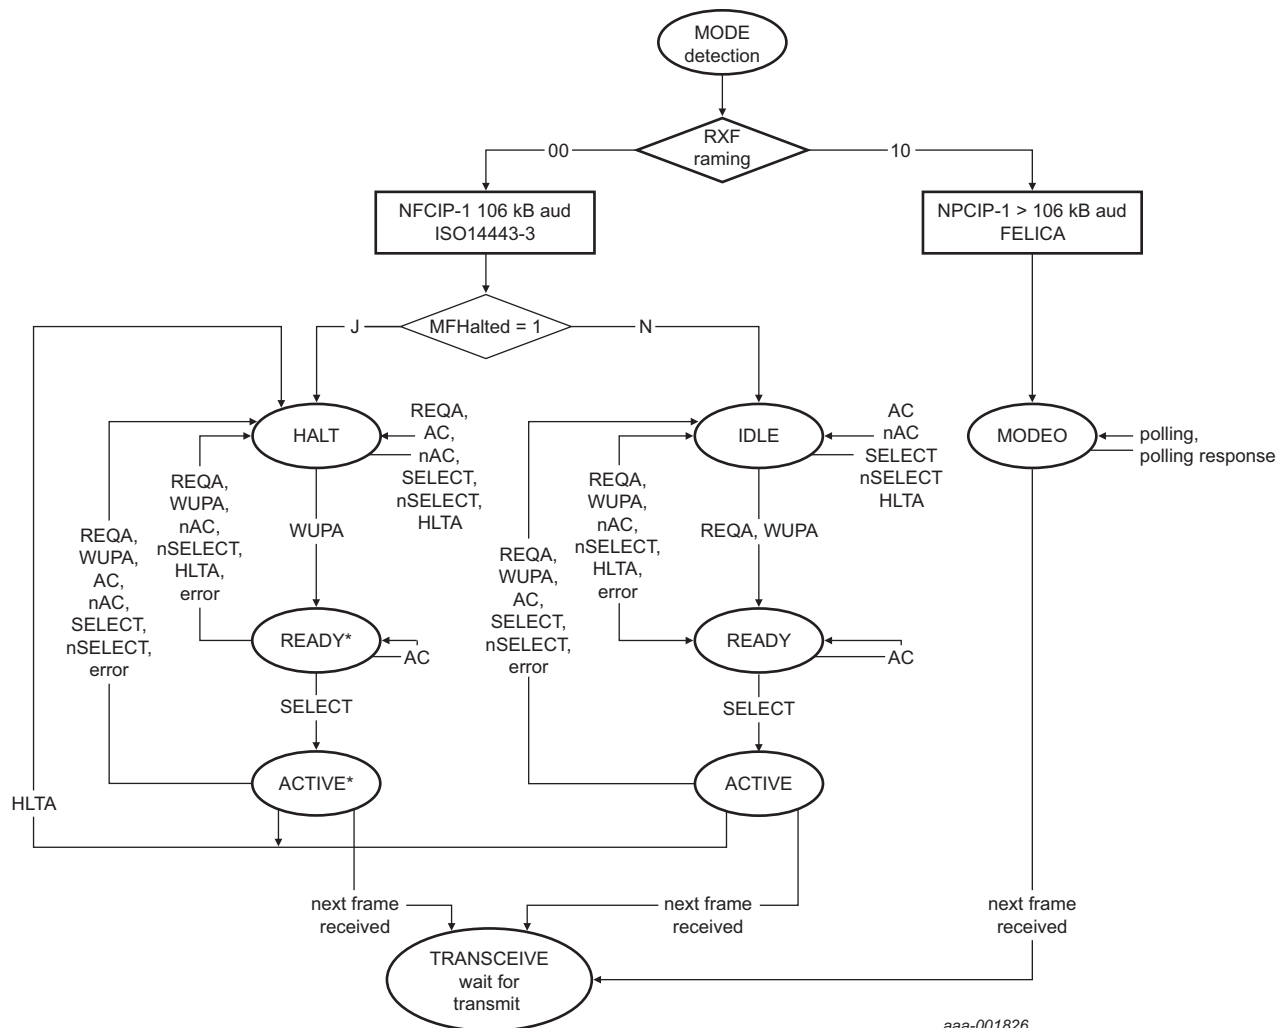 MODE
detection
RXF
raming
00
10
NFCIP-1 106 kB aud
ISO14443-3
NPCIP-1 > 106 kB aud
FELICA
J
MFHalted = 1
N
HALT
REQA,
AC,
nAC,
SELECT,
nSELECT,
HLTA
IDLE
AC
nAC
SELECT
nSELECT
HLTA
MODEO
polling,
polling response
REQA,
WUPA,
AC,
nAC,
SELECT,
nSELECT,
error
REQA,
WUPA,
nAC,
nSELECT,
HLTA,
error
WUPA
REQA,
WUPA,
AC,
SELECT,
nSELECT,
error
REQA,
WUPA,
nAC,
nSELECT,
HLTA,
error
REQA, WUPA
READY*
AC
READY
AC
SELECT
SELECT
ACTIVE*
ACTIVE
HLTA
next frame
received
next frame
received
next frame
received
TRANSCEIVE
wait for
transmit
aaa-001826